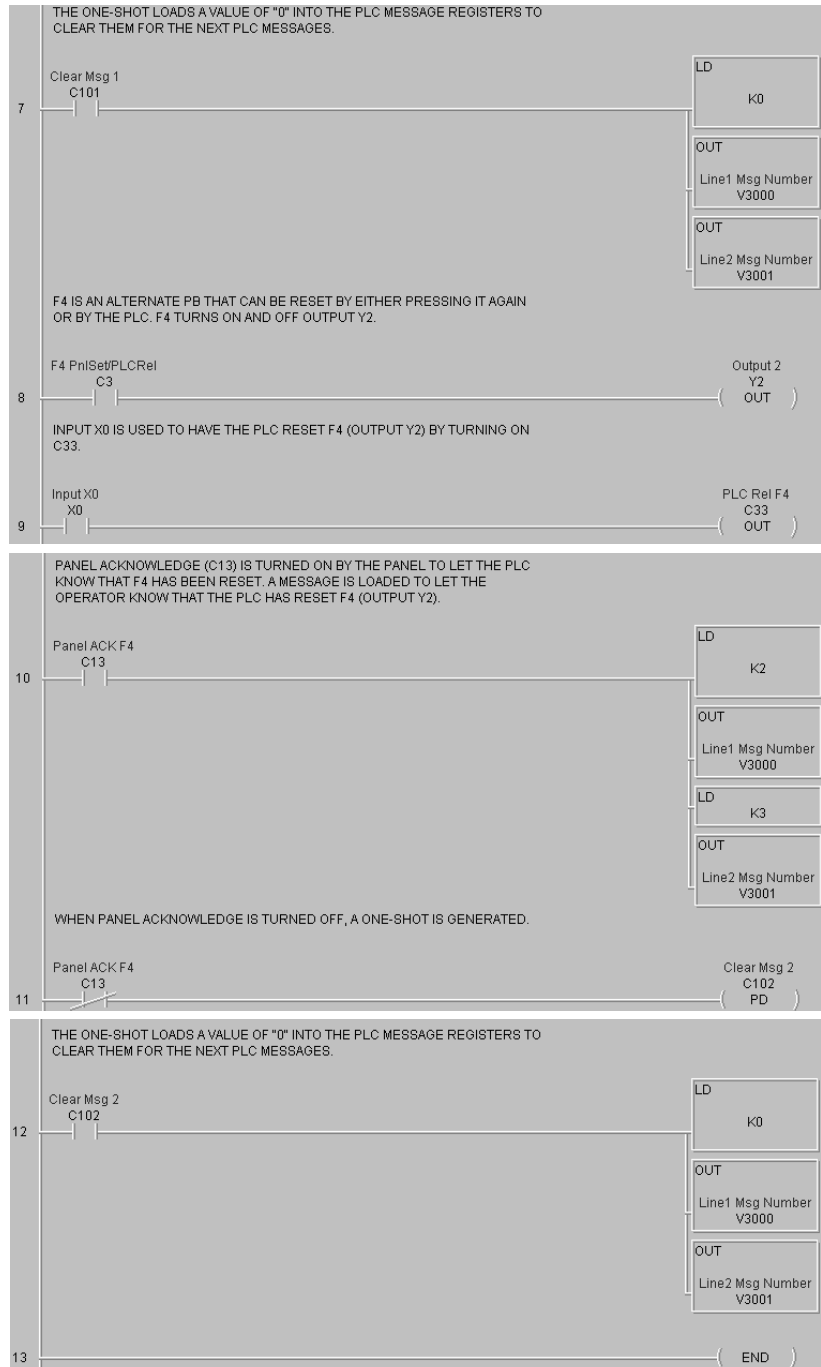 THE ONE-SHOT LOADS A VALUE OF "0" INTO THE PLC MESSAGE REGISTERS TO
CLEAR THEM FOR THE NEXT PLC MESSAGES.
Clear Msg 1
C101
7
LD
K0
OUT
Line1 Msg Number
V3000
OUT
Line2 Msg Number
V3001
F4 IS AN ALTERNATE PB THAT CAN BE RESET BY EITHER PRESSING IT AGAIN
OR BY THE PLC. F4 TURNS ON AND OFF OUTPUT Y2.
F4 PnlSet/PLCRel
C3
8
Output 2
Y2
OUT
INPUT X0 IS USED TO HAVE THE PLC RESET F4 (OUTPUT Y2) BY TURNING ON
C33.
Input X0
X0
9
PLC Rel F4
C33
OUT
PANEL ACKNOWLEDGE (C13) IS TURNED ON BY THE PANEL TO LET THE PLC
KNOW THAT F4 HAS BEEN RESET. A MESSAGE IS LOADED TO LET THE
OPERATOR KNOW THAT THE PLC HAS RESET F4 (OUTPUT Y2).
Panel ACK F4
C13
10
LD
K2
OUT
Line1 Msg Number
V3000
LD
K3
OUT
Line2 Msg Number
V3001
WHEN PANEL ACKNOWLEDGE IS TURNED OFF, A ONE-SHOT IS GENERATED.
Panel ACK F4
C13
11
Clear Msg 2
C102
PD
THE ONE-SHOT LOADS A VALUE OF "0" INTO THE PLC MESSAGE REGISTERS TO
CLEAR THEM FOR THE NEXT PLC MESSAGES.
Clear Msg 2
C102
12
LD
K0
OUT
Line1 Msg Number
V3000
OUT
Line2 Msg Number
V3001
13
END